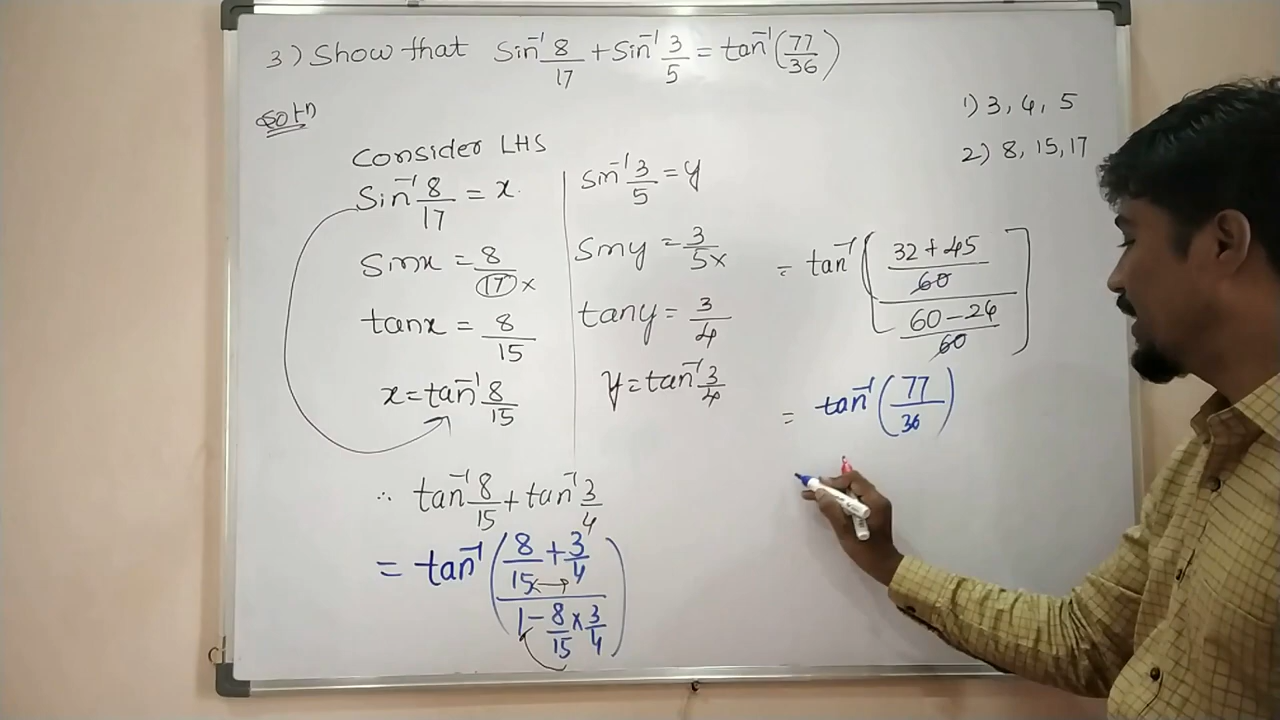 3) Show that sin⁻¹ 8/17 + sin⁻¹ 3/5 = tan⁻¹(77/36)
Soln
Consider LHS
sin⁻¹ 8/17 = x
sinx = 8/17 x
tanx = 8/15
x = tan⁻¹ 8/15
sin⁻¹ 3/5 = y
siny = 3/5 x
tany = 3/4
y = tan⁻¹ 3/4
∴ tan⁻¹ 8/15 + tan⁻¹ 3/4
= tan⁻¹ ( (8/15 + 3/4) / (1 - 8/15 × 3/4) )
1) 3, 4, 5
2) 8, 15, 17
= tan⁻¹ [ ((32 + 45)/60) / ((60 - 24)/60) ]
= tan⁻¹ (77/36)